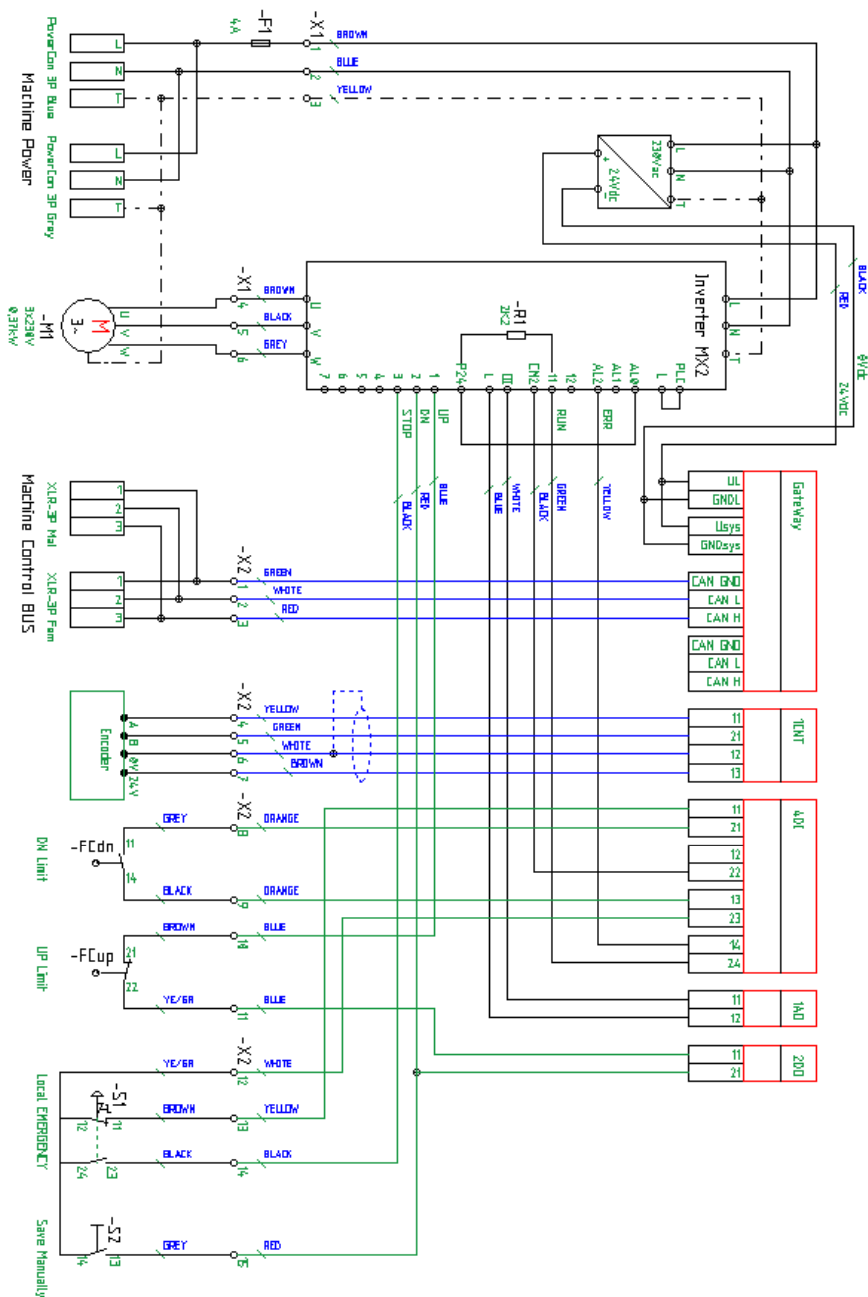 PowerCon 3P Blue
L
N
T
PowerCon 3P Grey
L
N
T
Machine Power
-F1
4A
-X1
1
2
3
BROWN
BLUE
YELLOW
L
N
T
230Vac
24Vdc
+
-
BLACK
RED
0Vdc
24Vdc
-M1
3x230V
0,37kW
M
3~
U
V
W
-X1
4
5
6
BROWN
BLACK
GREY
Inverter MX2
L
N
T
U
V
W
-R1
2K2
7
6
5
4
3
2
1
P24
L
OI
CM2
11
12
AL2
AL1
AL0
L
PLC
STOP
DN
UP
RUN
ERR
BLACK
RED
BLUE
BLUE
WHITE
BLACK
GREEN
YELLOW
GateWay
UL
GNDL
Usys
GNDsys
CAN GND
CAN L
CAN H
CAN GND
CAN L
CAN H
XLR-3P Mal
1
2
3
XLR-3P Fem
1
2
3
Machine Control BUS
-X2
1
2
3
GREEN
WHITE
RED
Encoder
A
B
0V
24V
-X2
4
5
6
7
YELLOW
GREEN
WHITE
BROWN
1CNT
11
21
12
13
DN Limit
-FCdn
11
14
GREY
BLACK
-X2
8
9
ORANGE
ORANGE
UP Limit
-FCup
21
22
BROWN
YE/GR
10
11
BLUE
BLUE
4DI
11
21
12
22
13
23
14
24
1AO
11
12
2DO
11
21
Local EMERGENCY
-S1
12
11
24
23
YE/GR
BROWN
BLACK
-X2
12
13
14
WHITE
YELLOW
BLACK
Save Manually
-S2
14
13
GREY
15
RED